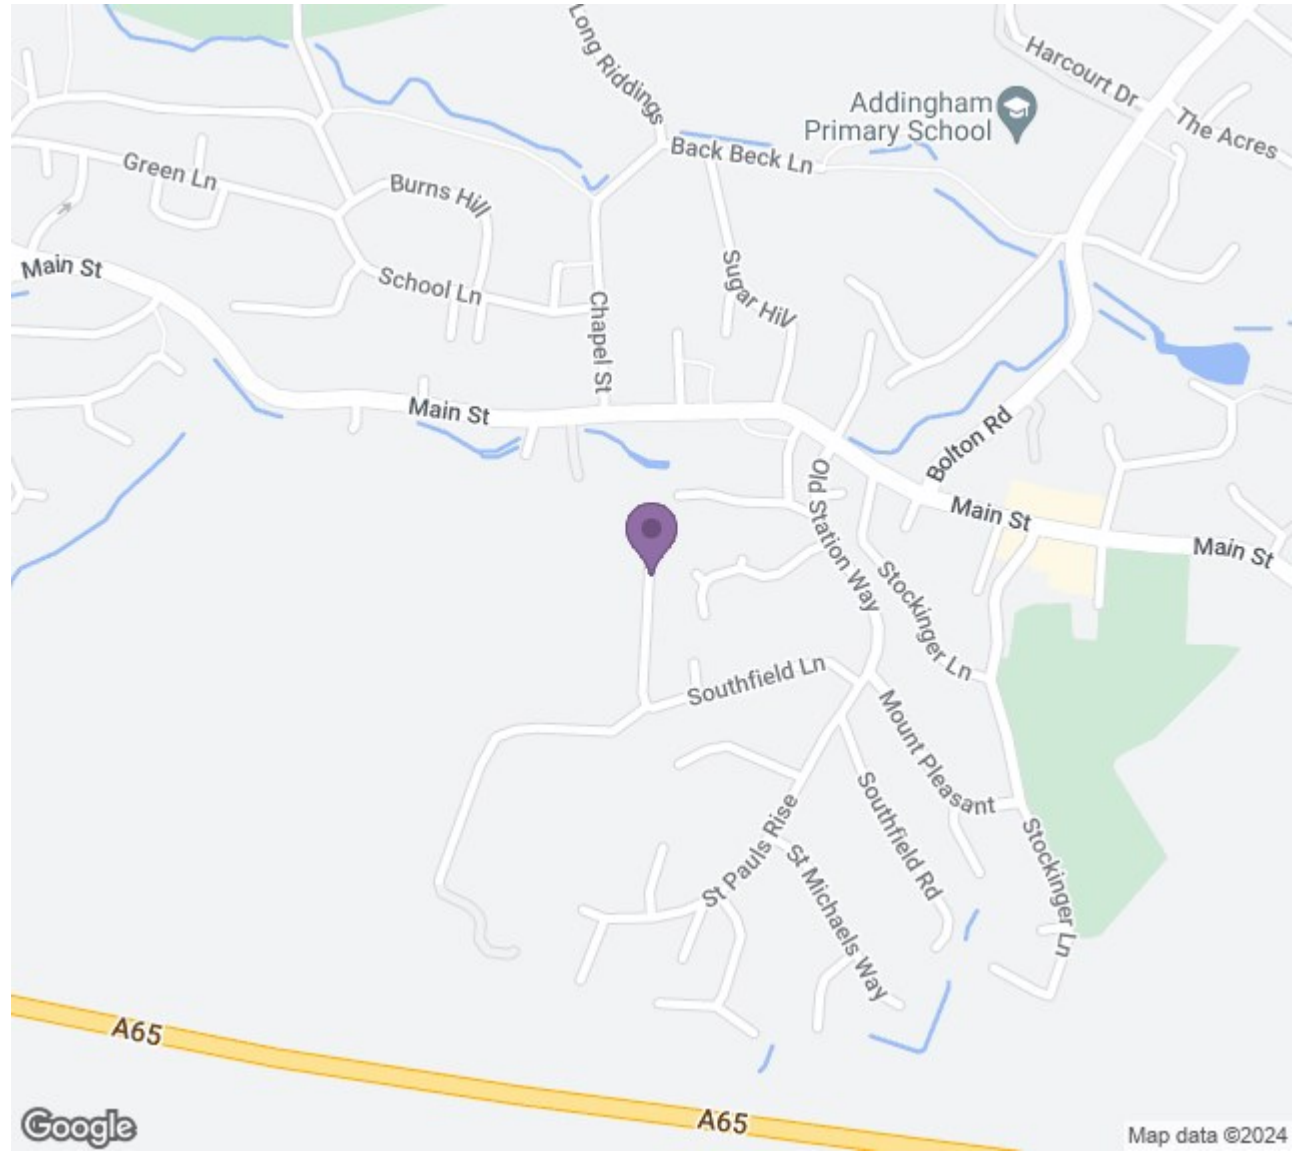 Long Riddings
Harcourt Dr
Addingham
Primary School
The Acres
Back Beck Ln
Green Ln
Burns Hill
Main St
School Ln
Sugar Hill
Chapel St
Main St
Bolton Rd
Old Station Way
Main St
Main St
Stockinger Ln
Southfield Ln
Mount Pleasant
Southfield Rd
St Pauls Rise
Stockinger Ln
St Michaels Way
A65
A65
Google
Map data ©2024